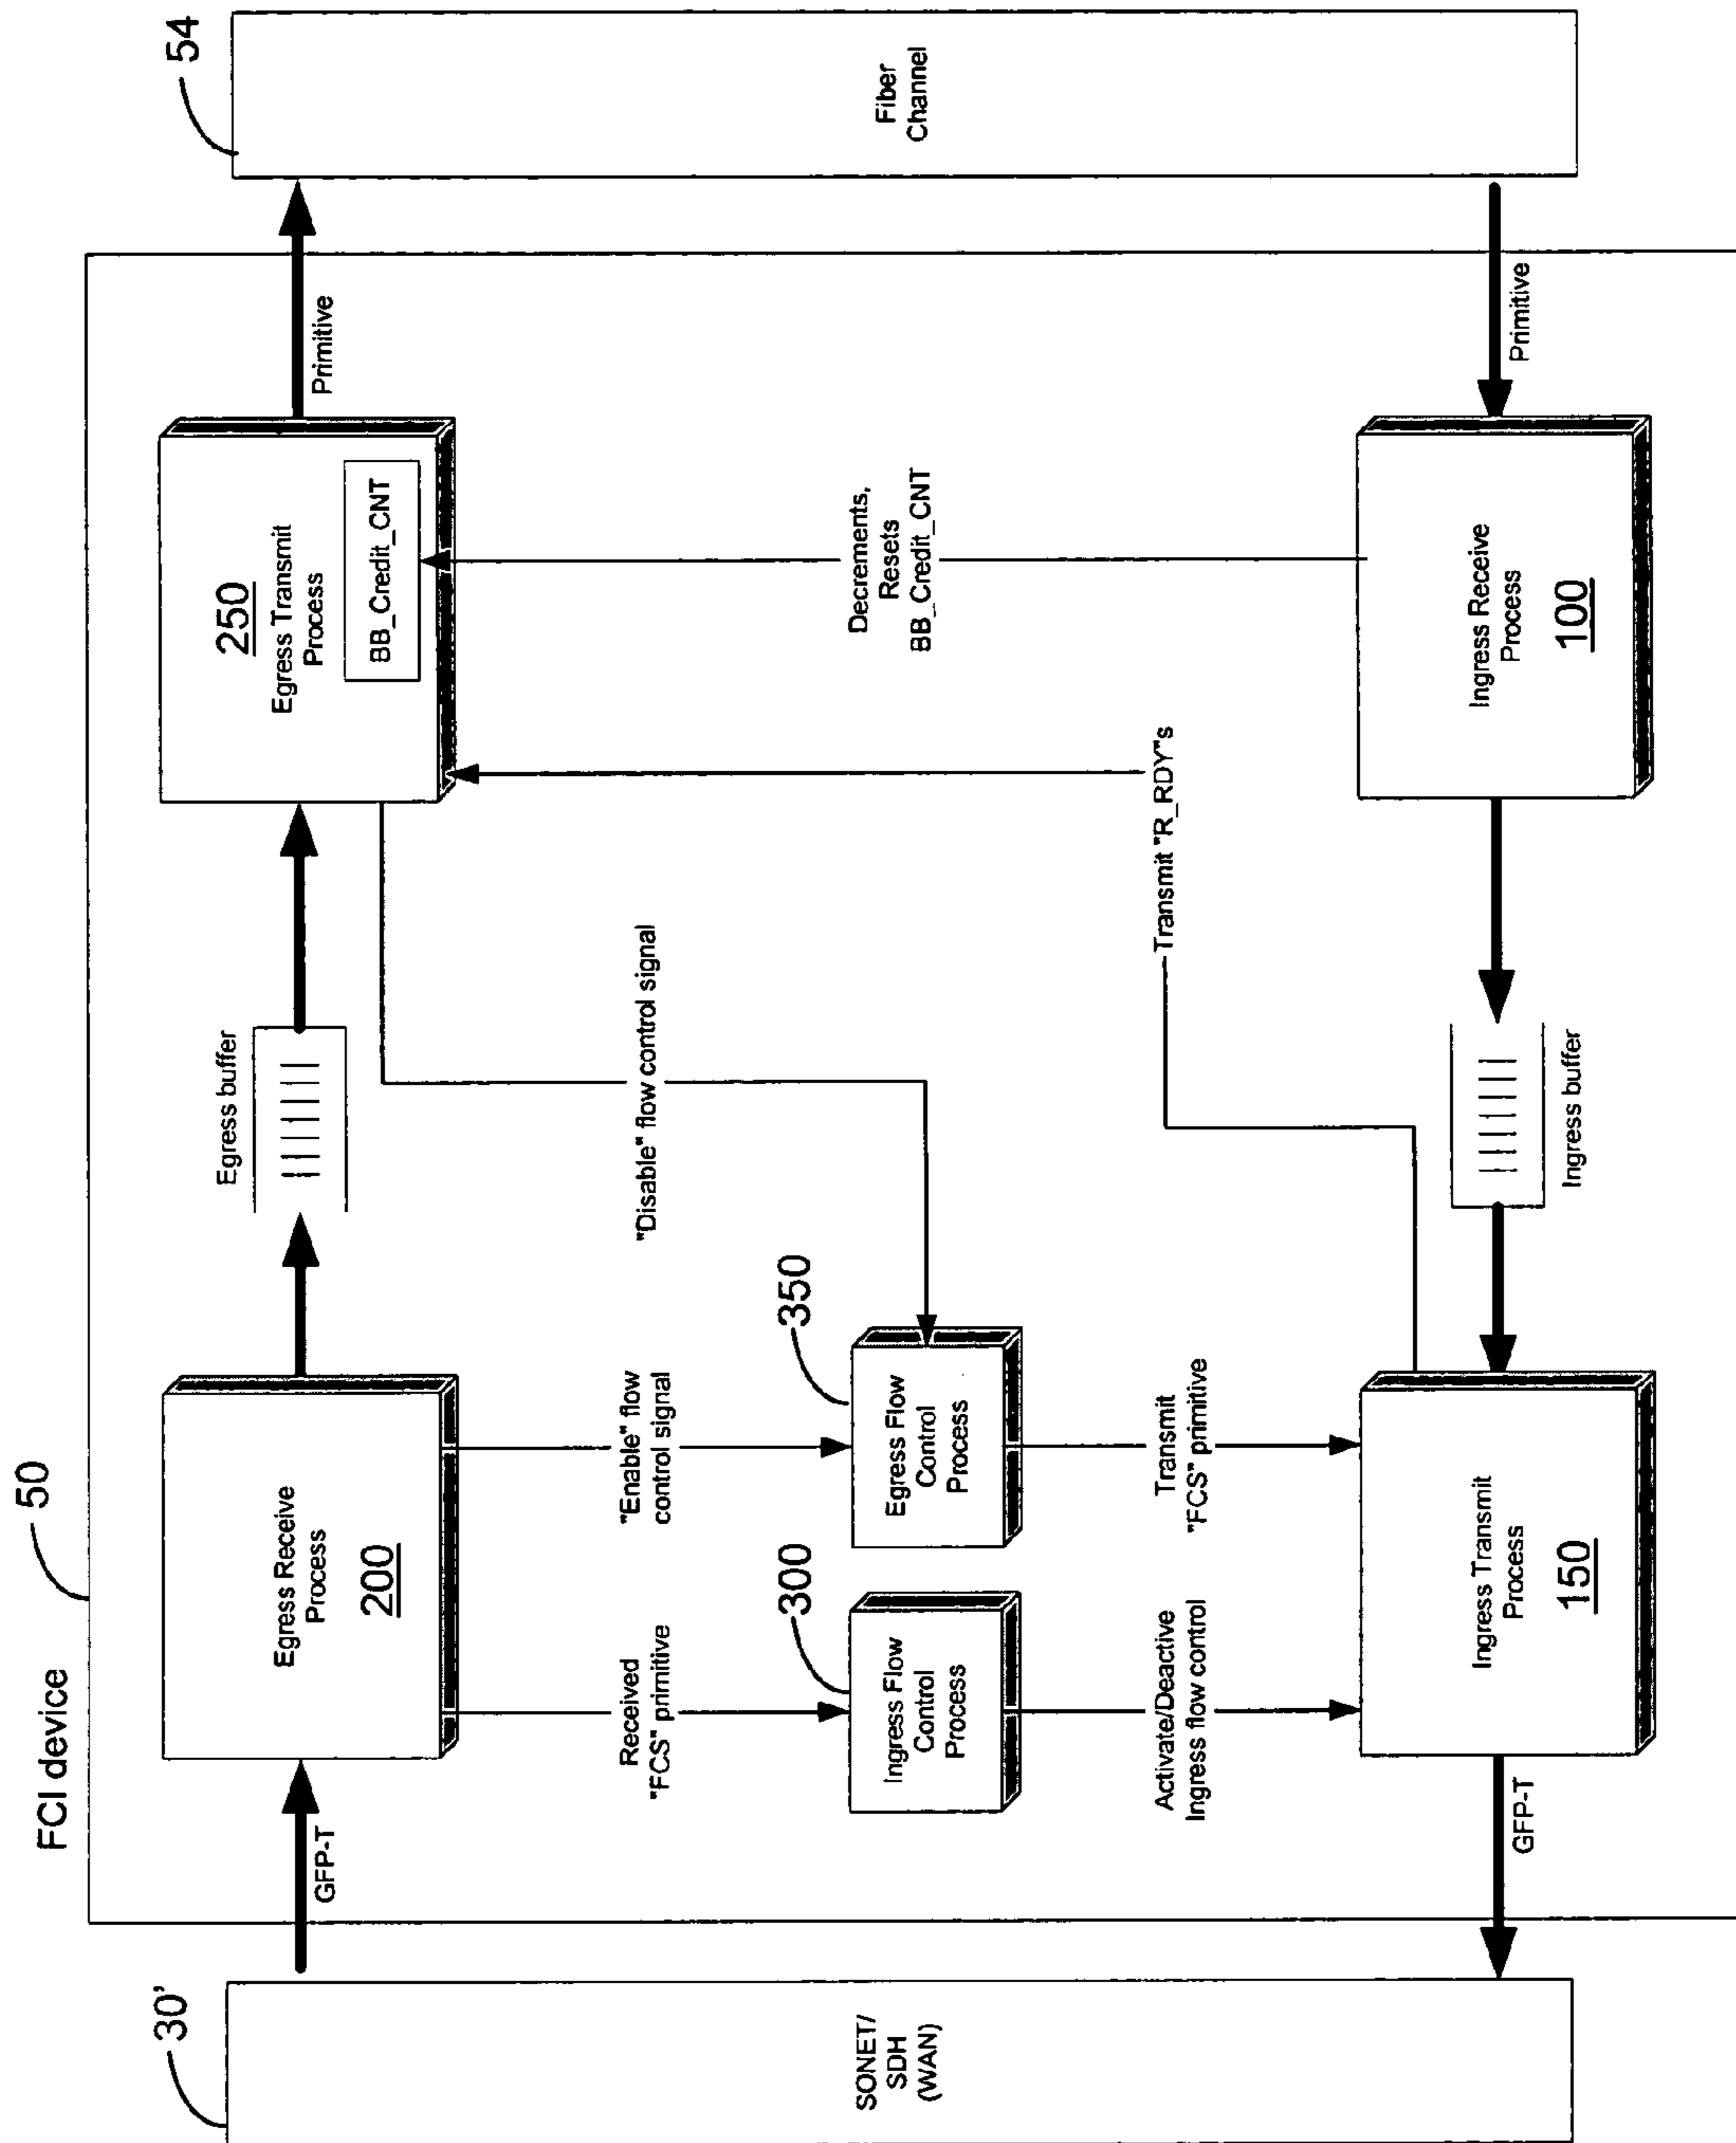 FCI device
50
30'
SONET/
SDH
(WAN)
54
Fiber
Channel
GFP-T
Egress Receive
Process
200
Egress buffer
250
Egress Transmit
Process
BB_Credit_CNT
Primitive
Received
"FCS" primitive
"Enable" flow
control signal
"Disable" flow control signal
300
Ingress Flow
Control
Process
350
Egress Flow
Control
Process
Activate/Deactive
Ingress flow control
Transmit
"FCS" primitive
Transmit "R_RDY"s
Decrements,
Resets
BB_Credit_CNT
GFP-T
Ingress Transmit
Process
150
Ingress buffer
Ingress Receive
Process
100
Primitive